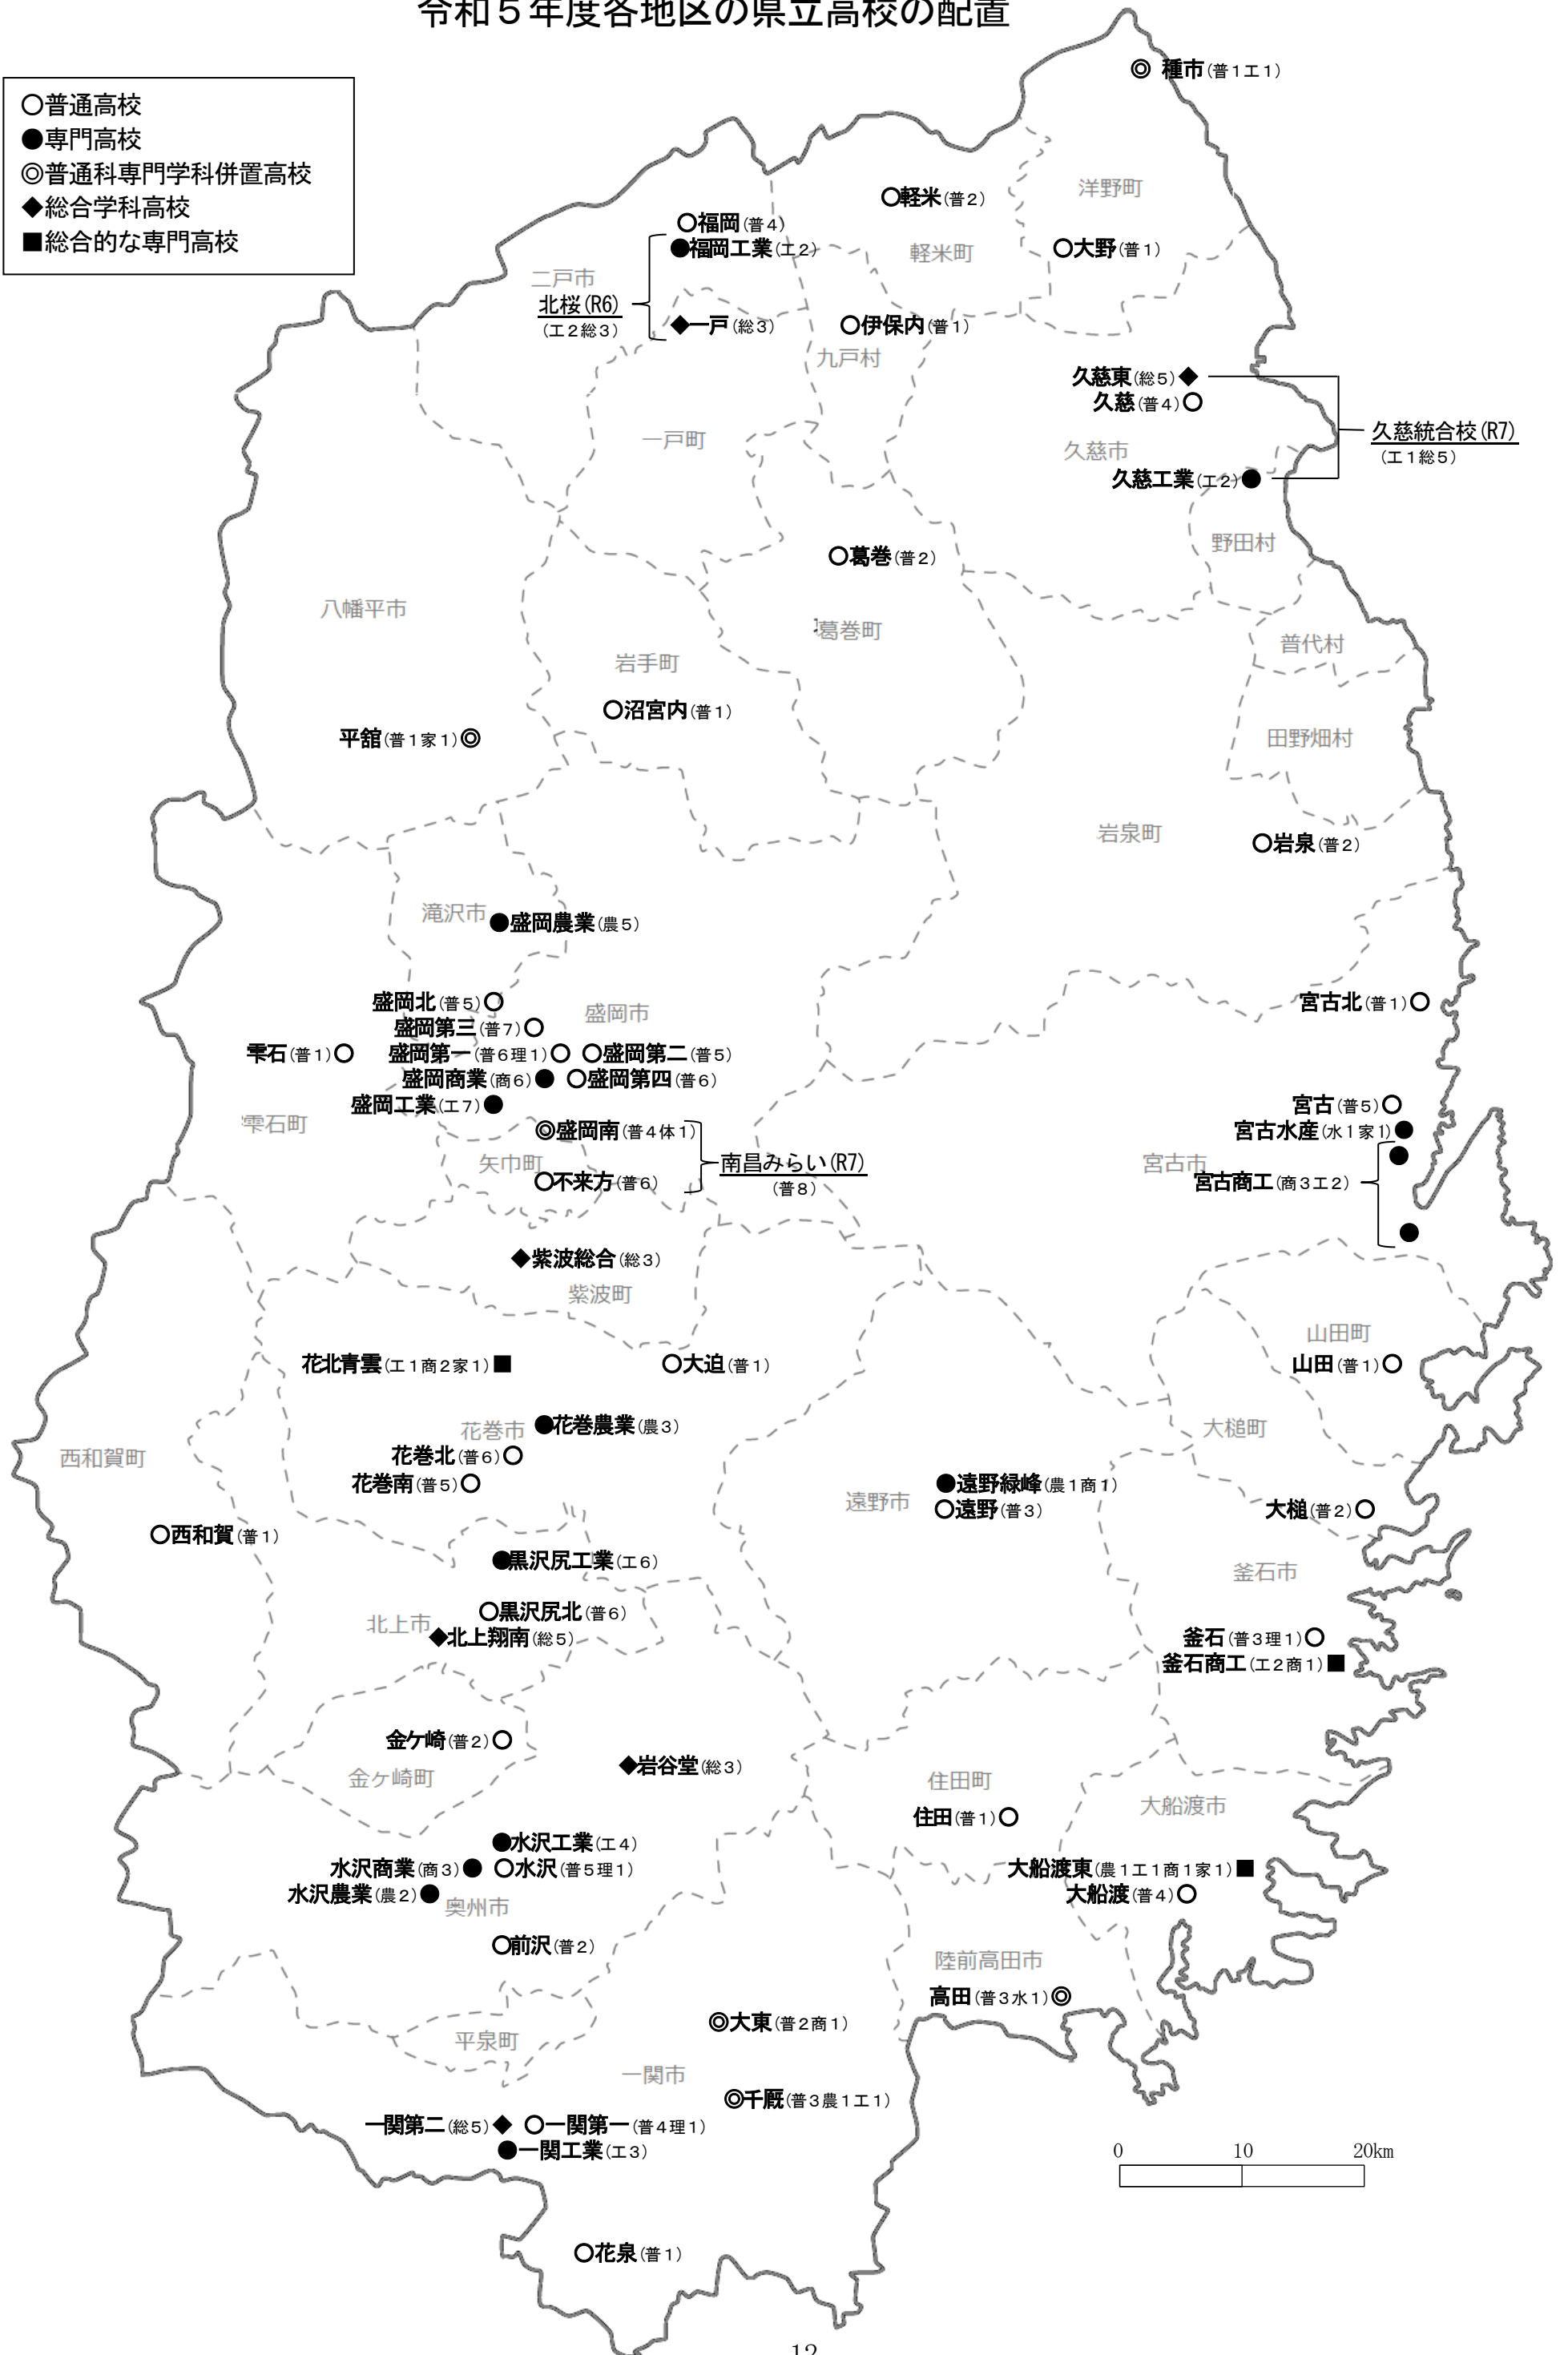 令和５年度各地区の県立高校の配置
○普通高校
●専門高校
◎普通科専門学科併置高校
◆総合学科高校
■総合的な専門高校
◎ 種市(普１工１)
洋野町
○軽米(普２)
○福岡(普４)
●福岡工業(工２)
○大野(普１)
軽米町
二戸市
北桜(R6)
(工２総３)
◆一戸(総３)
○伊保内(普１)
九戸村
久慈東(総５)◆
久慈(普４)○
久慈統合校(R7)
(工１総５)
一戸町
久慈市
久慈工業(工２)●
野田村
○葛巻(普２)
八幡平市
葛巻町
普代村
岩手町
○沼宮内(普１)
平舘(普１家１)◎
田野畑村
岩泉町
○岩泉(普２)
滝沢市
●盛岡農業(農５)
盛岡北(普５)○
盛岡市
宮古北(普１)○
盛岡第三(普７)○
雫石(普１)○
盛岡第一(普６理１)○
○盛岡第二(普５)
盛岡商業(商６)●
○盛岡第四(普６)
盛岡工業(工７)●
宮古(普５)○
雫石町
◎盛岡南(普４体１)
宮古水産(水１家１)●
矢巾町
南昌みらい(R7)
(普８)
宮古市
●
○不来方(普６)
宮古商工(商３工２)
●
◆紫波総合(総３)
紫波町
山田町
花北青雲(工１商２家１)■
○大迫(普１)
山田(普１)○
花巻市
●花巻農業(農３)
大槌町
花巻北(普６)○
西和賀町
花巻南(普５)○
●遠野緑峰(農１商１)
遠野市
○遠野(普３)
大槌(普２)○
○西和賀(普１)
●黒沢尻工業(工６)
釜石市
○黒沢尻北(普６)
北上市
◆北上翔南(総５)
釜石(普３理１)○
釜石商工(工２商１)■
金ケ崎(普２)○
◆岩谷堂(総３)
金ヶ崎町
住田町
大船渡市
住田(普１)○
●水沢工業(工４)
水沢商業(商３)●
○水沢(普５理１)
大船渡東(農１工１商１家１)■
水沢農業(農２)●
奥州市
大船渡(普４)○
○前沢(普２)
陸前高田市
高田(普３水１)◎
◎大東(普２商１)
平泉町
一関市
◎千厩(普３農１工１)
一関第二(総５)◆
○一関第一(普４理１)
●一関工業(工３)
0 10 20km
○花泉(普１)
12